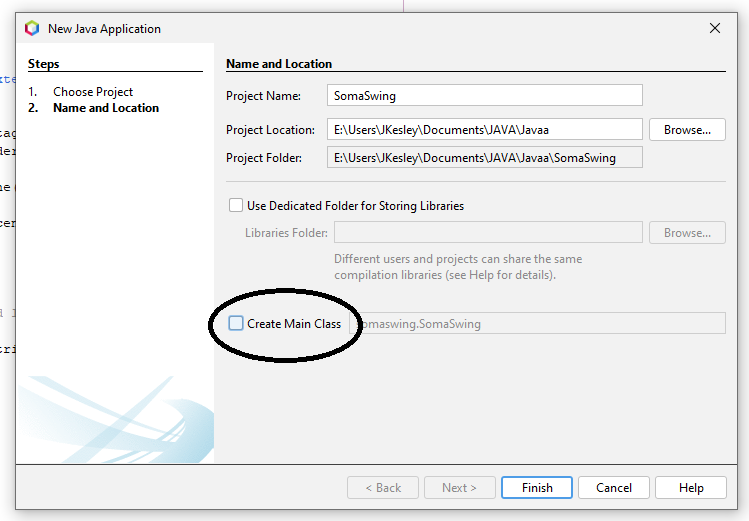 New Java Application
Steps
1. Choose Project
2. Name and Location
Name and Location
Project Name: SomaSwing
Project Location: E:\Users\JKesley\Documents\JAVA\Javaa Browse...
Project Folder: E:\Users\JKesley\Documents\JAVA\Javaa\SomaSwing
Use Dedicated Folder for Storing Libraries
Libraries Folder: Browse...
Different users and projects can share the same
compilation libraries (see Help for details).
Create Main Class somaswing.SomaSwing
< Back Next > Finish Cancel Help